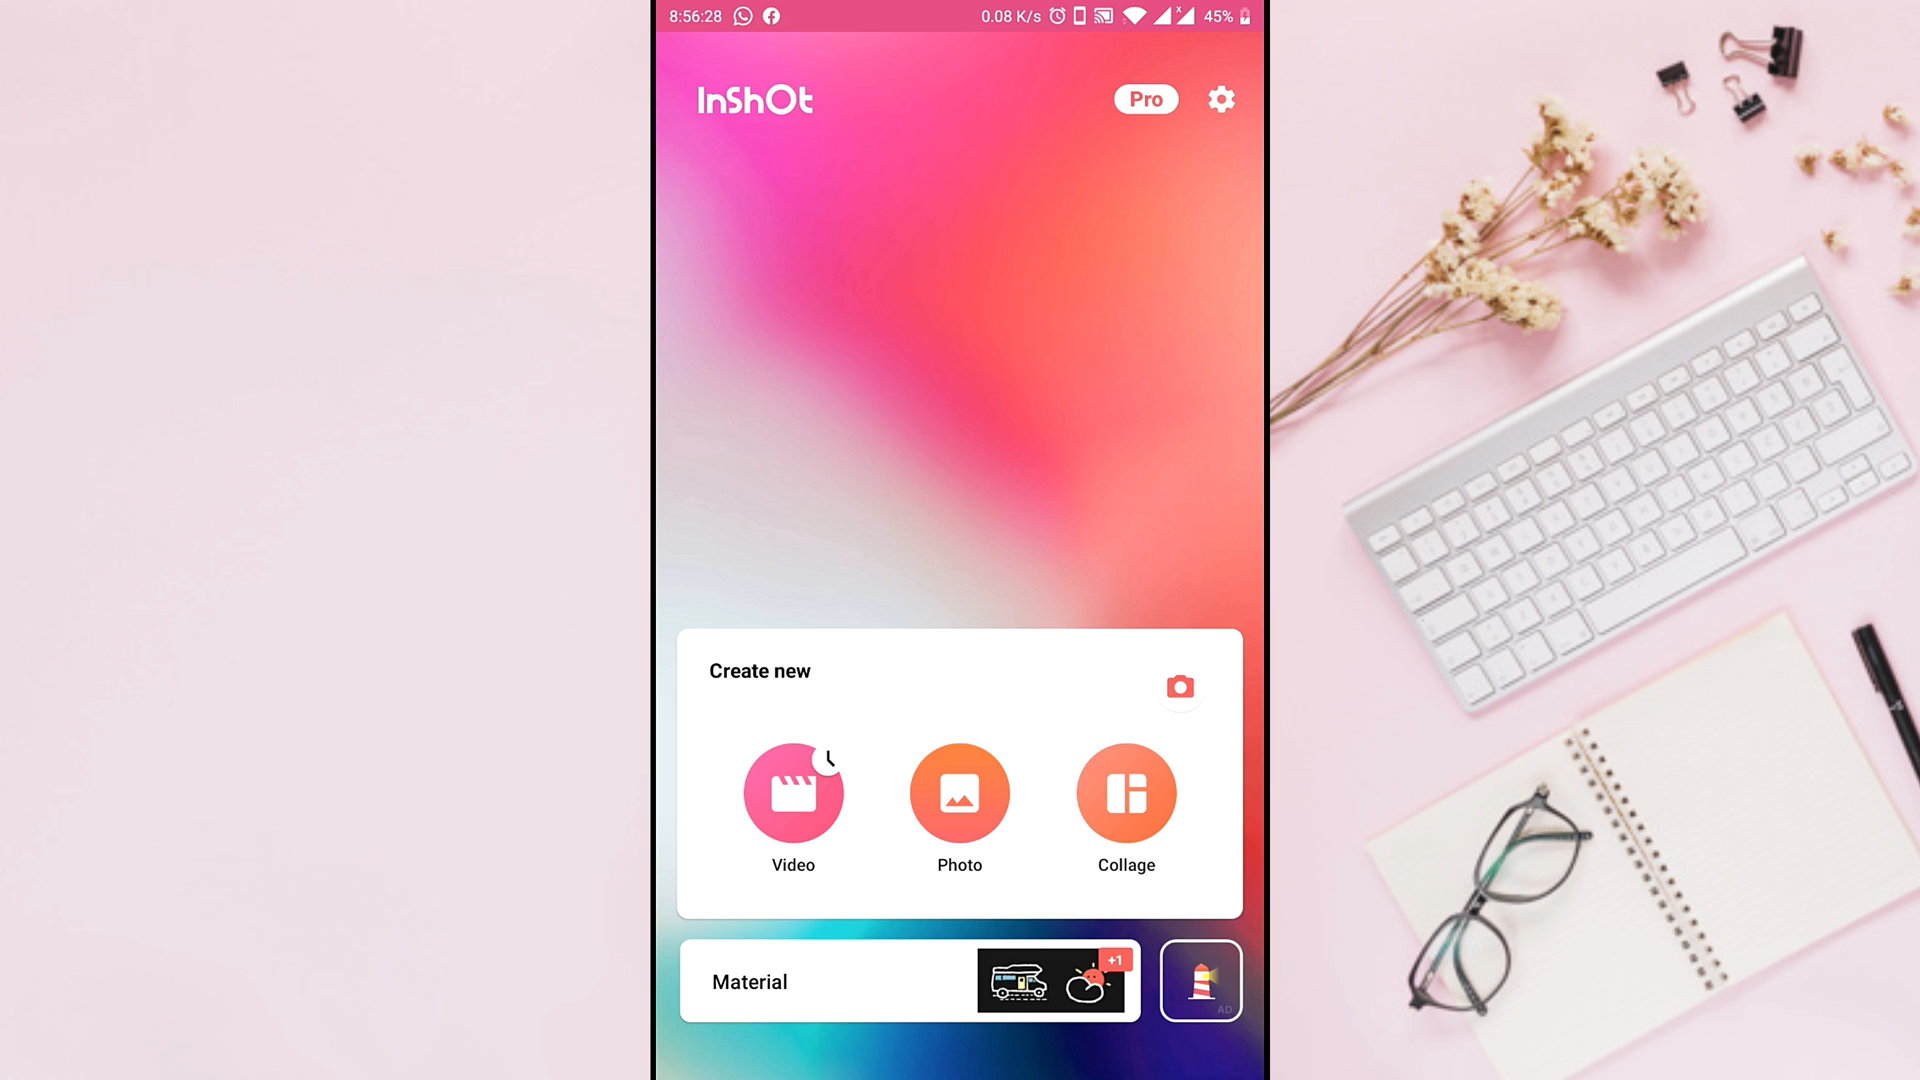 8:56:28
0.08 K/s
x
45%
InShOt
Pro
Create new
Video
Photo
Collage
Material
+1
AD